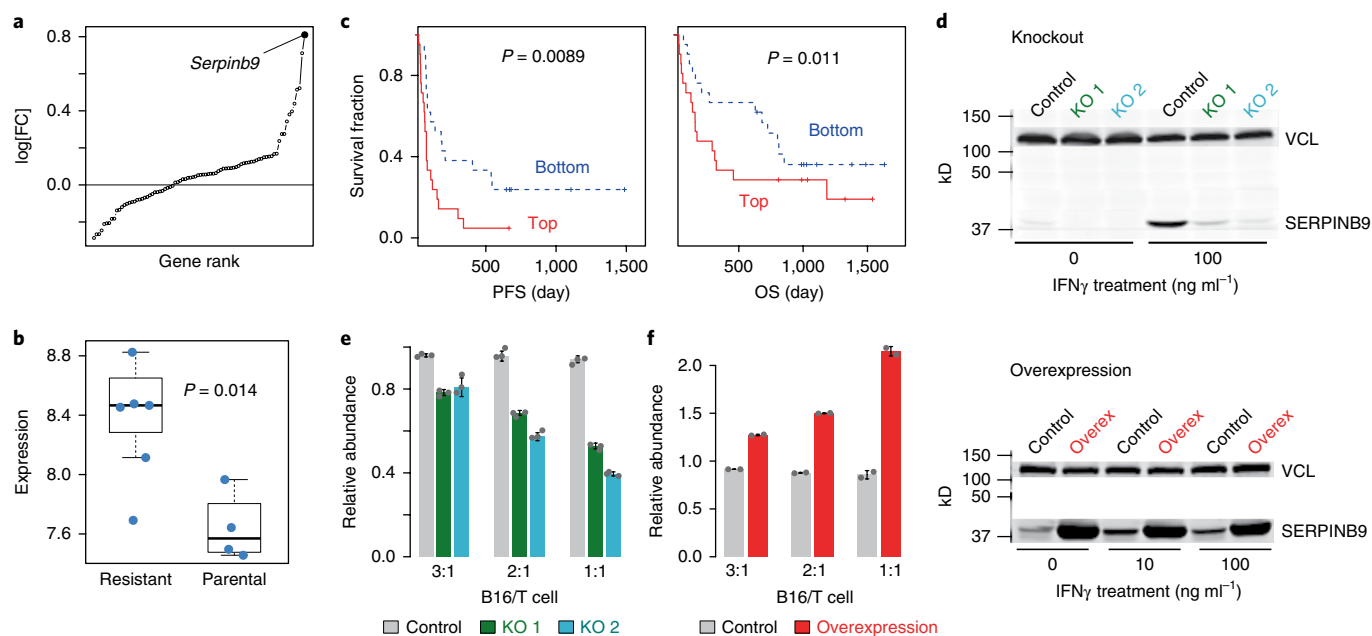 a
0.8
0.4
0.0
log[FC]
Serpinb9
Gene rank
b
8.8
8.4
8.0
7.6
Expression
P = 0.014
Resistant
Parental
c
0.8
0.4
0.0
Survival fraction
P = 0.0089
Bottom
Top
500
1,000
1,500
PFS (day)
P = 0.011
Bottom
Top
500
1,000
1,500
OS (day)
d
Knockout
Control
KO 1
KO 2
Control
KO 1
KO 2
150
100
50
37
kD
VCL
SERPINB9
0
100
IFNγ treatment (ng ml⁻¹)
Overexpression
Control
Overex
Control
Overex
Control
Overex
150
100
50
37
kD
VCL
SERPINB9
0
10
100
IFNγ treatment (ng ml⁻¹)
e
0.8
0.4
0.0
Relative abundance
3:1
2:1
1:1
B16/T cell
Control
KO 1
KO 2
f
2.0
1.5
1.0
0.5
0.0
Relative abundance
3:1
2:1
1:1
B16/T cell
Control
Overexpression